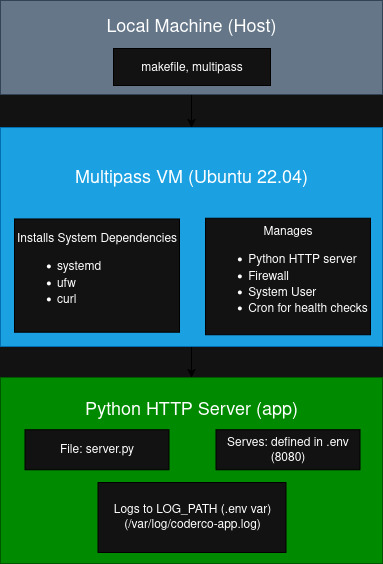 Local Machine (Host)
makefile, multipass
Multipass VM (Ubuntu 22.04)
Installs System Dependencies
systemd
ufw
curl
Manages
Python HTTP server
Firewall
System User
Cron for health checks
Python HTTP Server (app)
File: server.py
Serves: defined in .env
(8080)
Logs to LOG_PATH (.env var)
(/var/log/coderco-app.log)